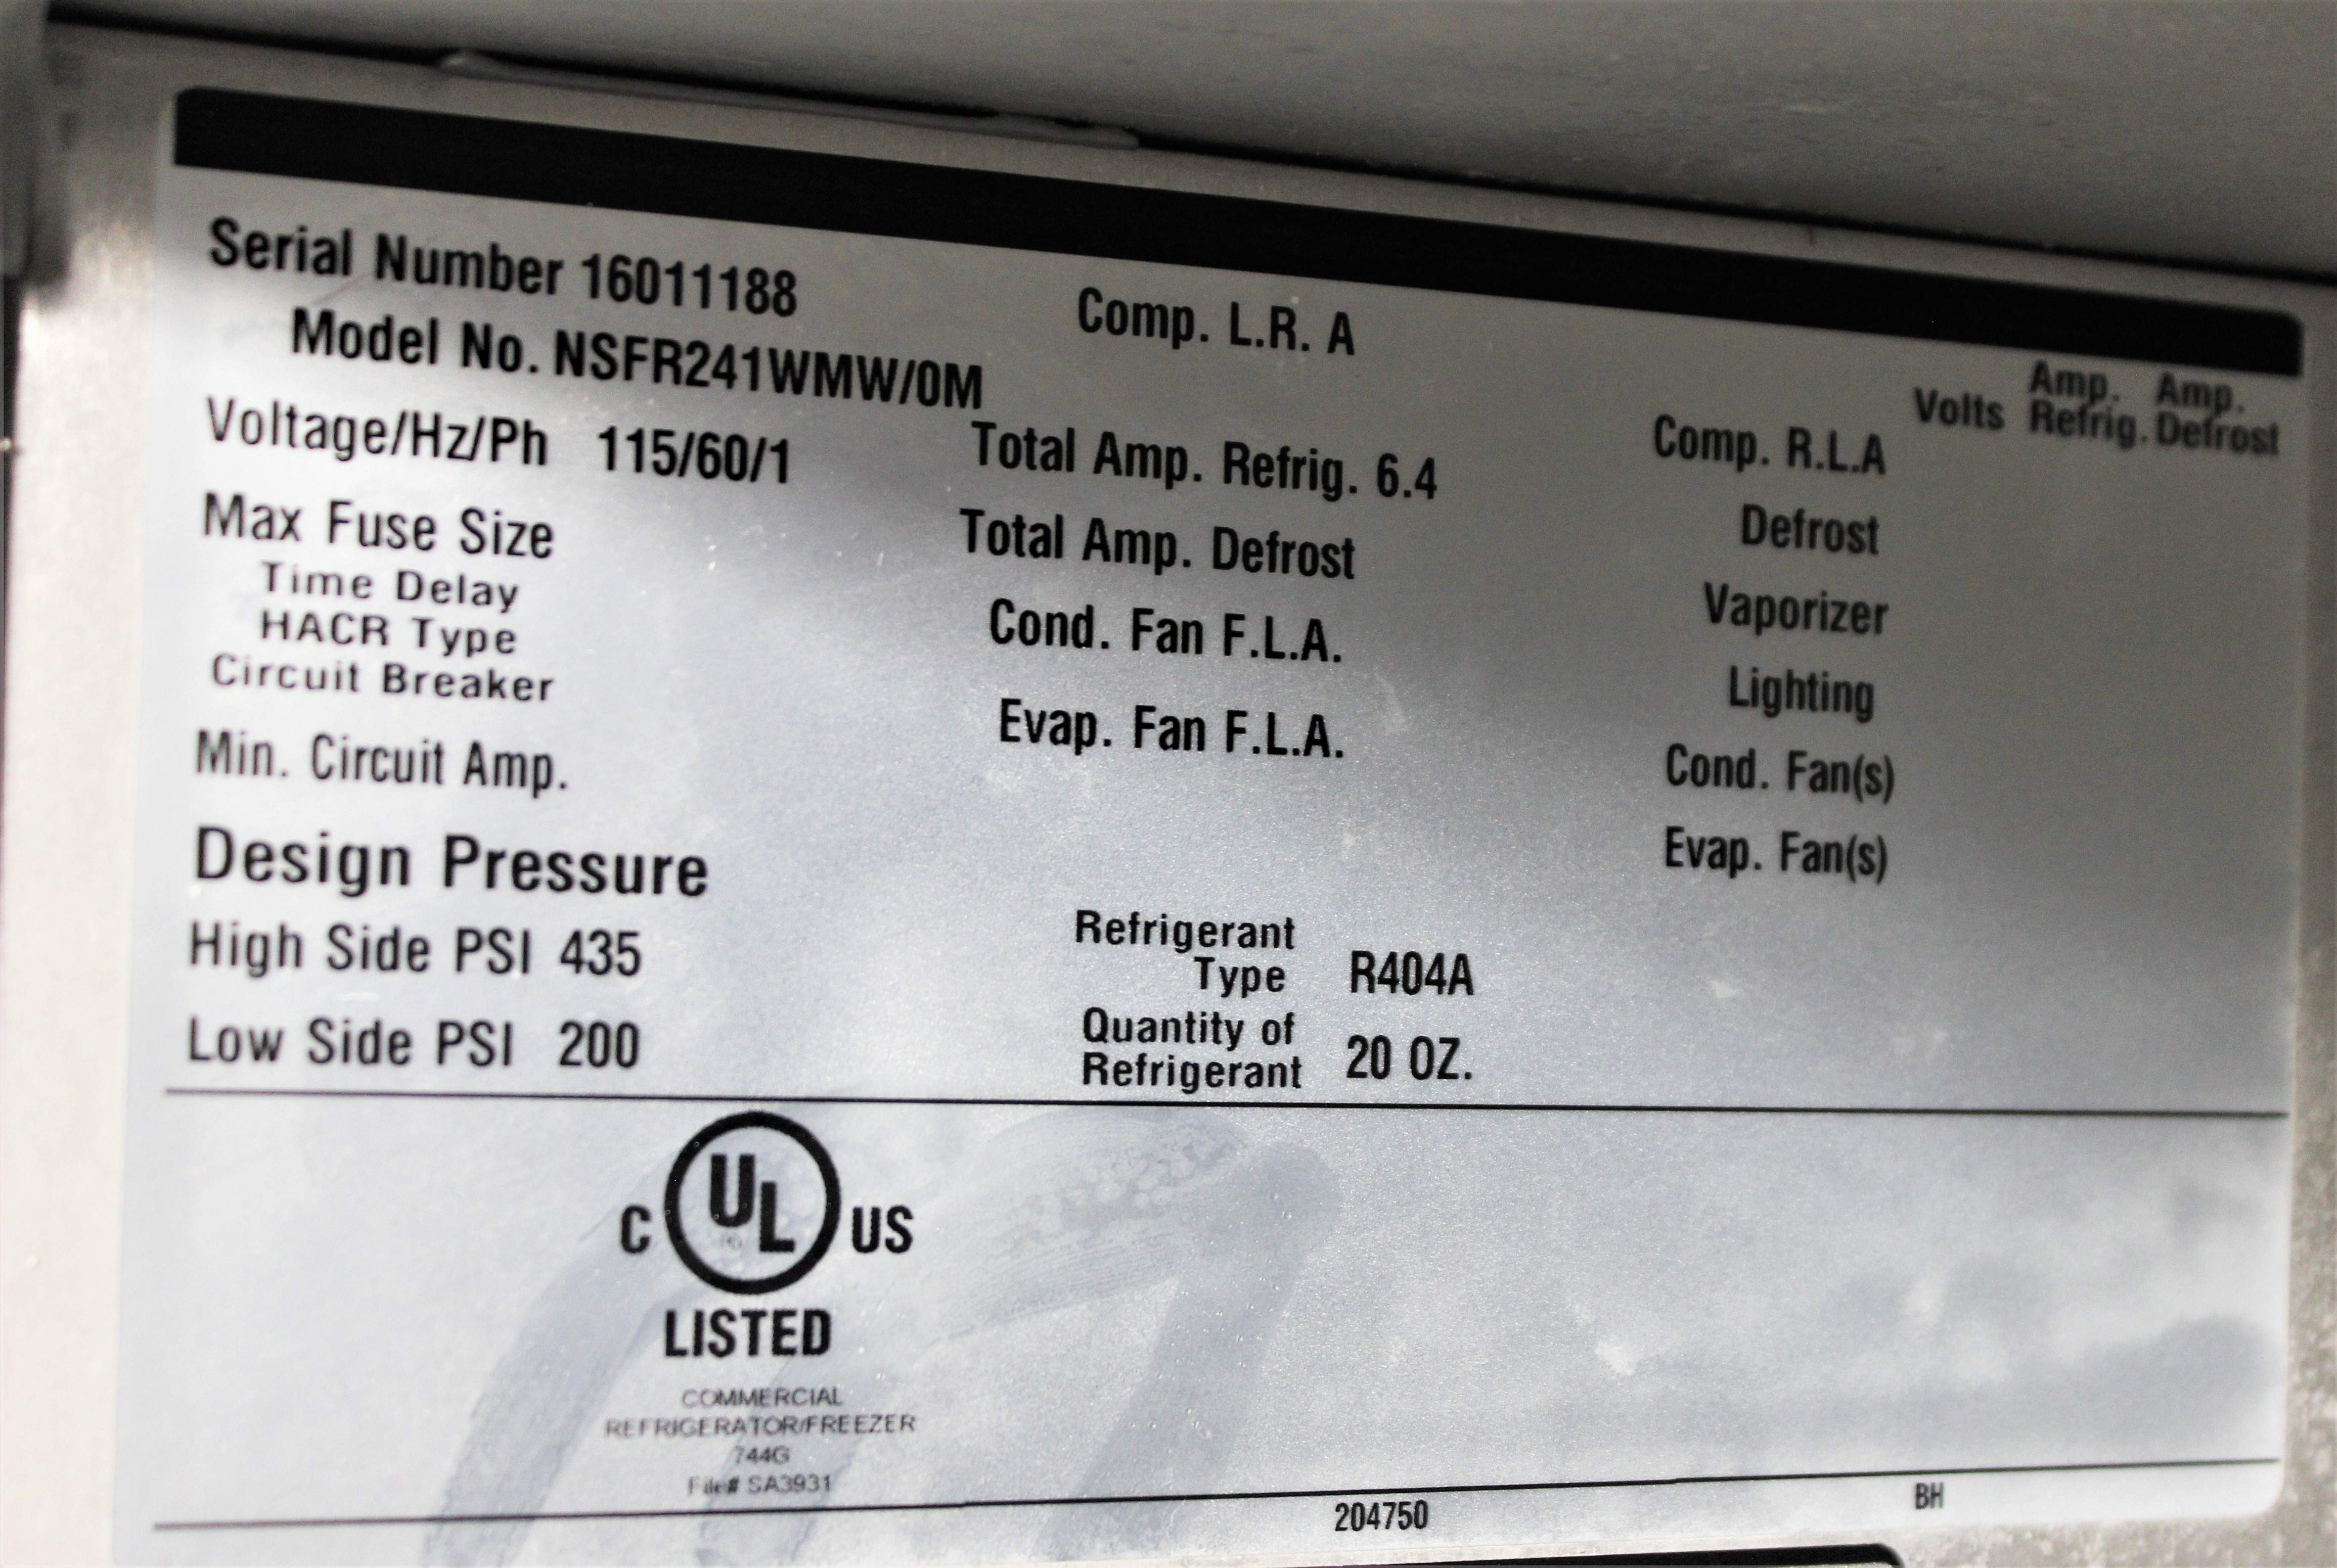 Serial Number 16011188
Model No. NSFR241WMW/0M
Voltage/Hz/Ph 115/60/1
Max Fuse Size
Time Delay
HACR Type
Circuit Breaker
Min. Circuit Amp.
Design Pressure
High Side PSI 435
Low Side PSI 200
Comp. L.R. A
Total Amp. Refrig. 6.4
Total Amp. Defrost
Cond. Fan F.L.A.
Evap. Fan F.L.A.
Refrigerant
Type R404A
Quantity of
Refrigerant 20 OZ.
Amp. Amp.
Volts Refrig. Defrost
Comp. R.L.A
Defrost
Vaporizer
Lighting
Cond. Fan(s)
Evap. Fan(s)
C UL US
LISTED
COMMERCIAL
REFRIGERATOR/FREEZER
744G
File# SA3931
204750
BH